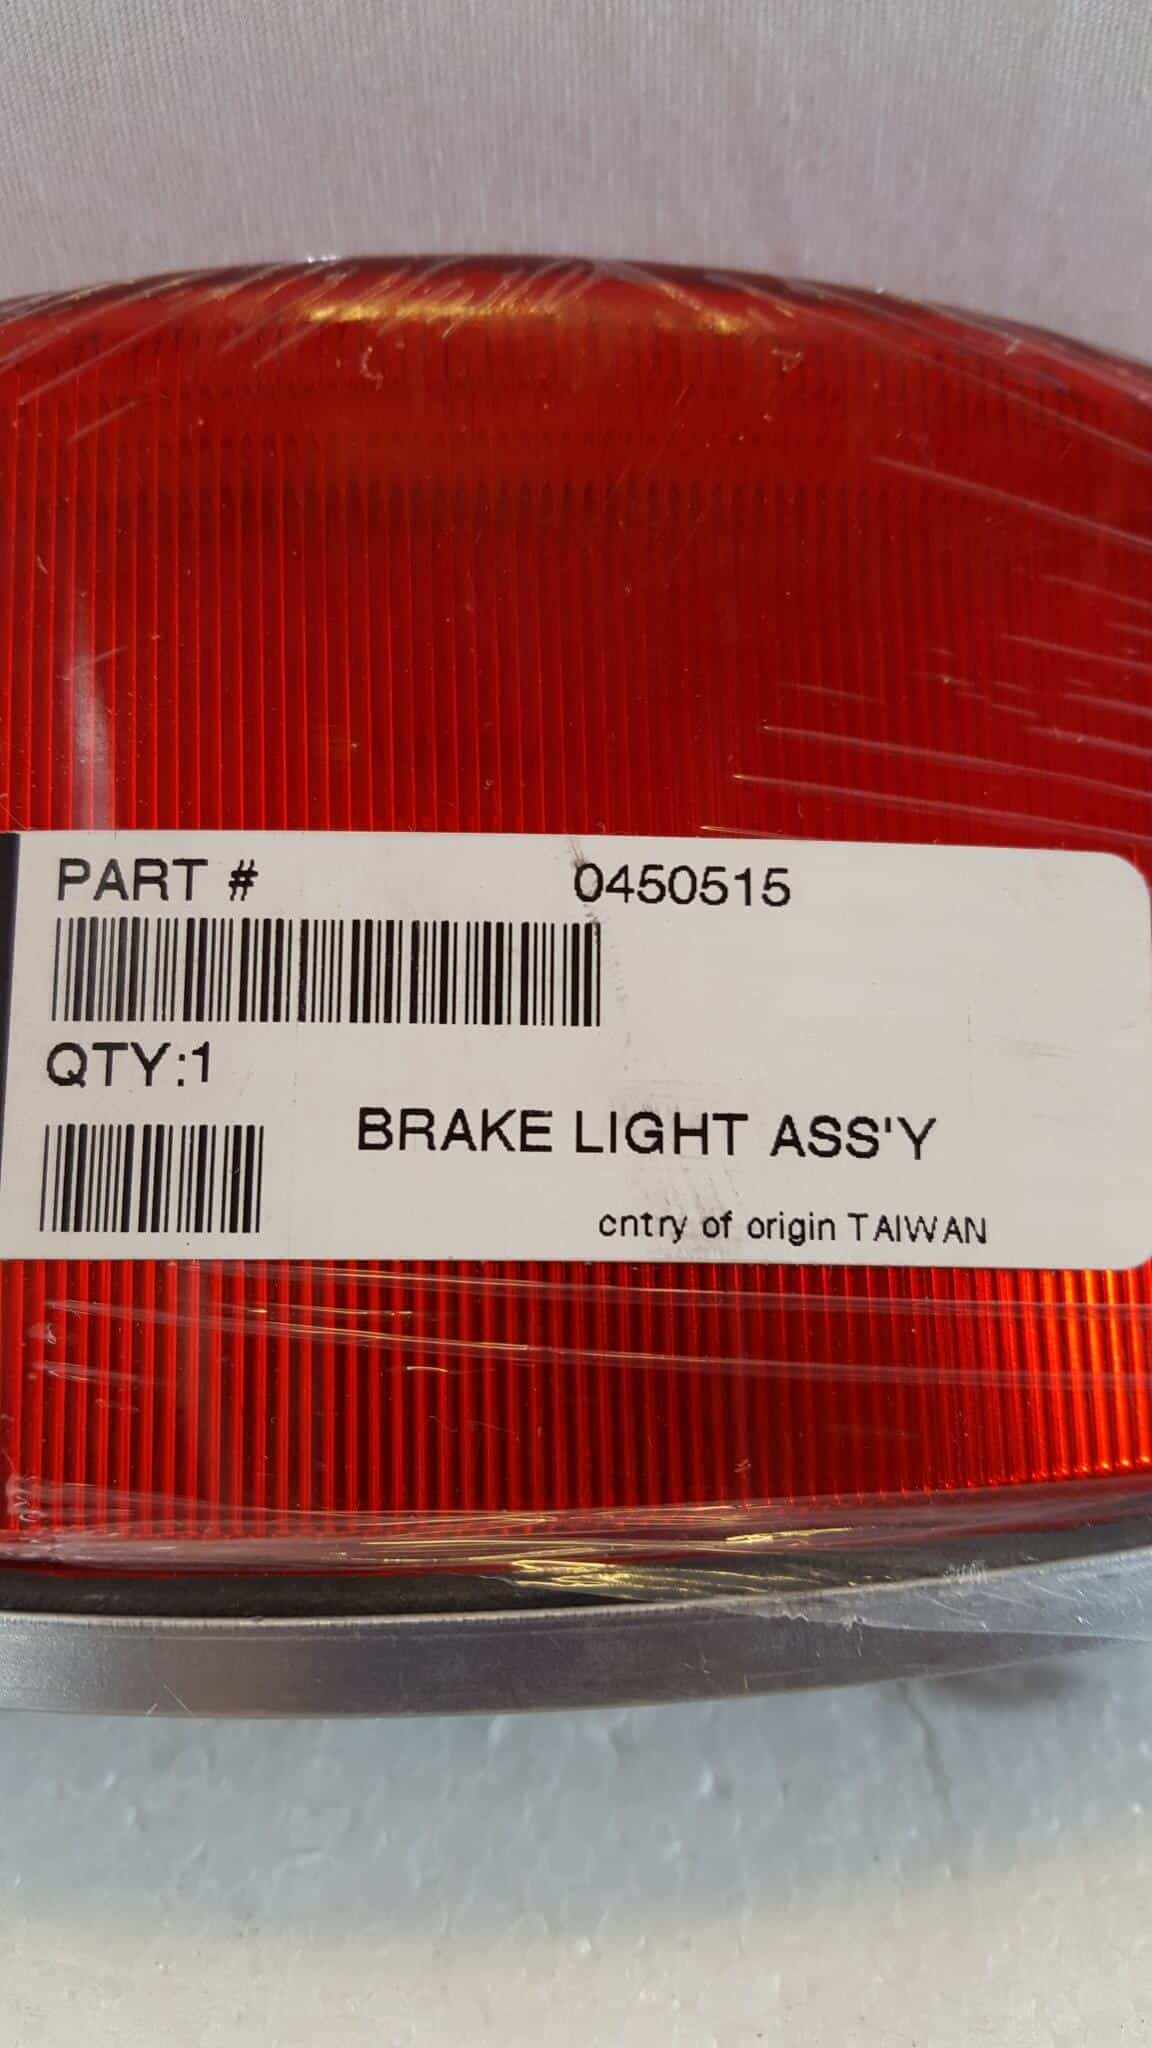 PART # 0450515
QTY:1
BRAKE LIGHT ASS'Y
cntry of origin TAIWAN